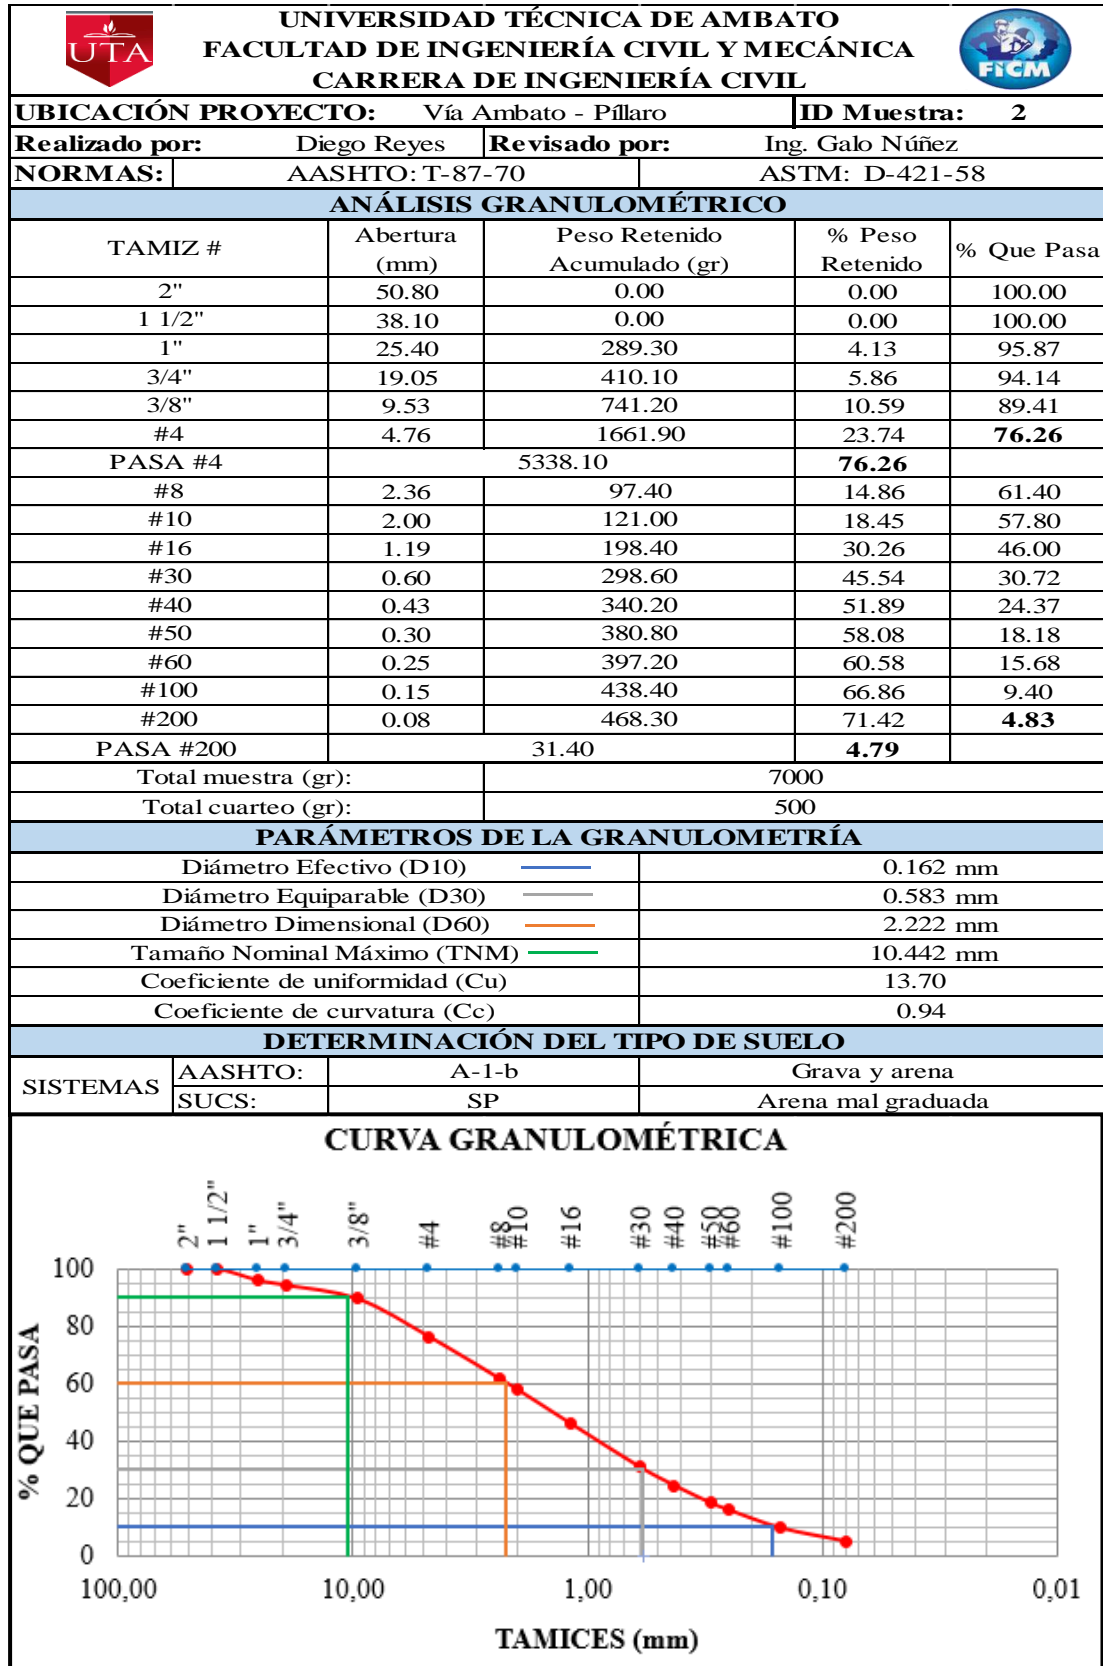 UTA
UNIVERSIDAD TÉCNICA DE AMBATO
FACULTAD DE INGENIERÍA CIVIL Y MECÁNICA
CARRERA DE INGENIERÍA CIVIL
FICM
UBICACIÓN PROYECTO: Vía Ambato - Píllaro ID Muestra: 2
Realizado por: Diego Reyes Revisado por: Ing. Galo Núñez
NORMAS: AASHTO: T-87-70 ASTM: D-421-58
ANÁLISIS GRANULOMÉTRICO
TAMIZ # Abertura (mm) Peso Retenido Acumulado (gr) % Peso Retenido % Que Pasa
2" 50.80 0.00 0.00 100.00
1 1/2" 38.10 0.00 0.00 100.00
1" 25.40 289.30 4.13 95.87
3/4" 19.05 410.10 5.86 94.14
3/8" 9.53 741.20 10.59 89.41
#4 4.76 1661.90 23.74 76.26
PASA #4 5338.10 76.26
#8 2.36 97.40 14.86 61.40
#10 2.00 121.00 18.45 57.80
#16 1.19 198.40 30.26 46.00
#30 0.60 298.60 45.54 30.72
#40 0.43 340.20 51.89 24.37
#50 0.30 380.80 58.08 18.18
#60 0.25 397.20 60.58 15.68
#100 0.15 438.40 66.86 9.40
#200 0.08 468.30 71.42 4.83
PASA #200 31.40 4.79
Total muestra (gr): 7000
Total cuarteo (gr): 500
PARÁMETROS DE LA GRANULOMETRÍA
Diámetro Efectivo (D10) 0.162 mm
Diámetro Equiparable (D30) 0.583 mm
Diámetro Dimensional (D60) 2.222 mm
Tamaño Nominal Máximo (TNM) 10.442 mm
Coeficiente de uniformidad (Cu) 13.70
Coeficiente de curvatura (Cc) 0.94
DETERMINACIÓN DEL TIPO DE SUELO
SISTEMAS AASHTO: A-1-b Grava y arena
SUCS: SP Arena mal graduada
CURVA GRANULOMÉTRICA
2" 1 1/2" 1" 3/4" 3/8" #4 #8 #10 #16 #30 #40 #50 #60 #100 #200
% QUE PASA
100
80
60
40
20
0
100,00 10,00 1,00 0,10 0,01
TAMICES (mm)